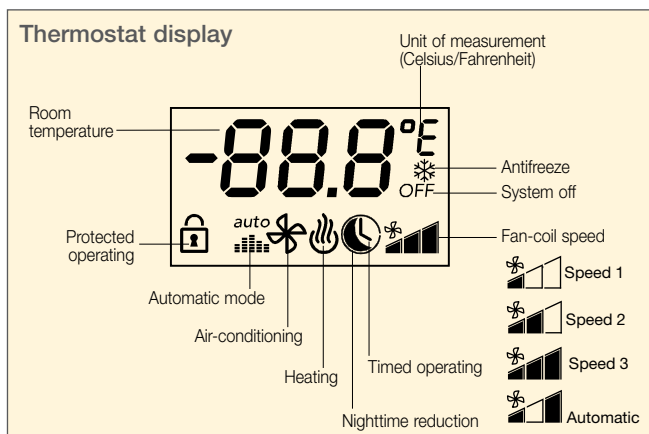 Thermostat display
Unit of measurement
(Celsius/Fahrenheit)
Room
temperature
-88.8°E
Antifreeze
OFF
System off
auto
Protected
operating
Fan-coil speed
Automatic mode
Speed 1
Air-conditioning
Speed 2
Heating
Timed operating
Speed 3
Nighttime reduction
Automatic